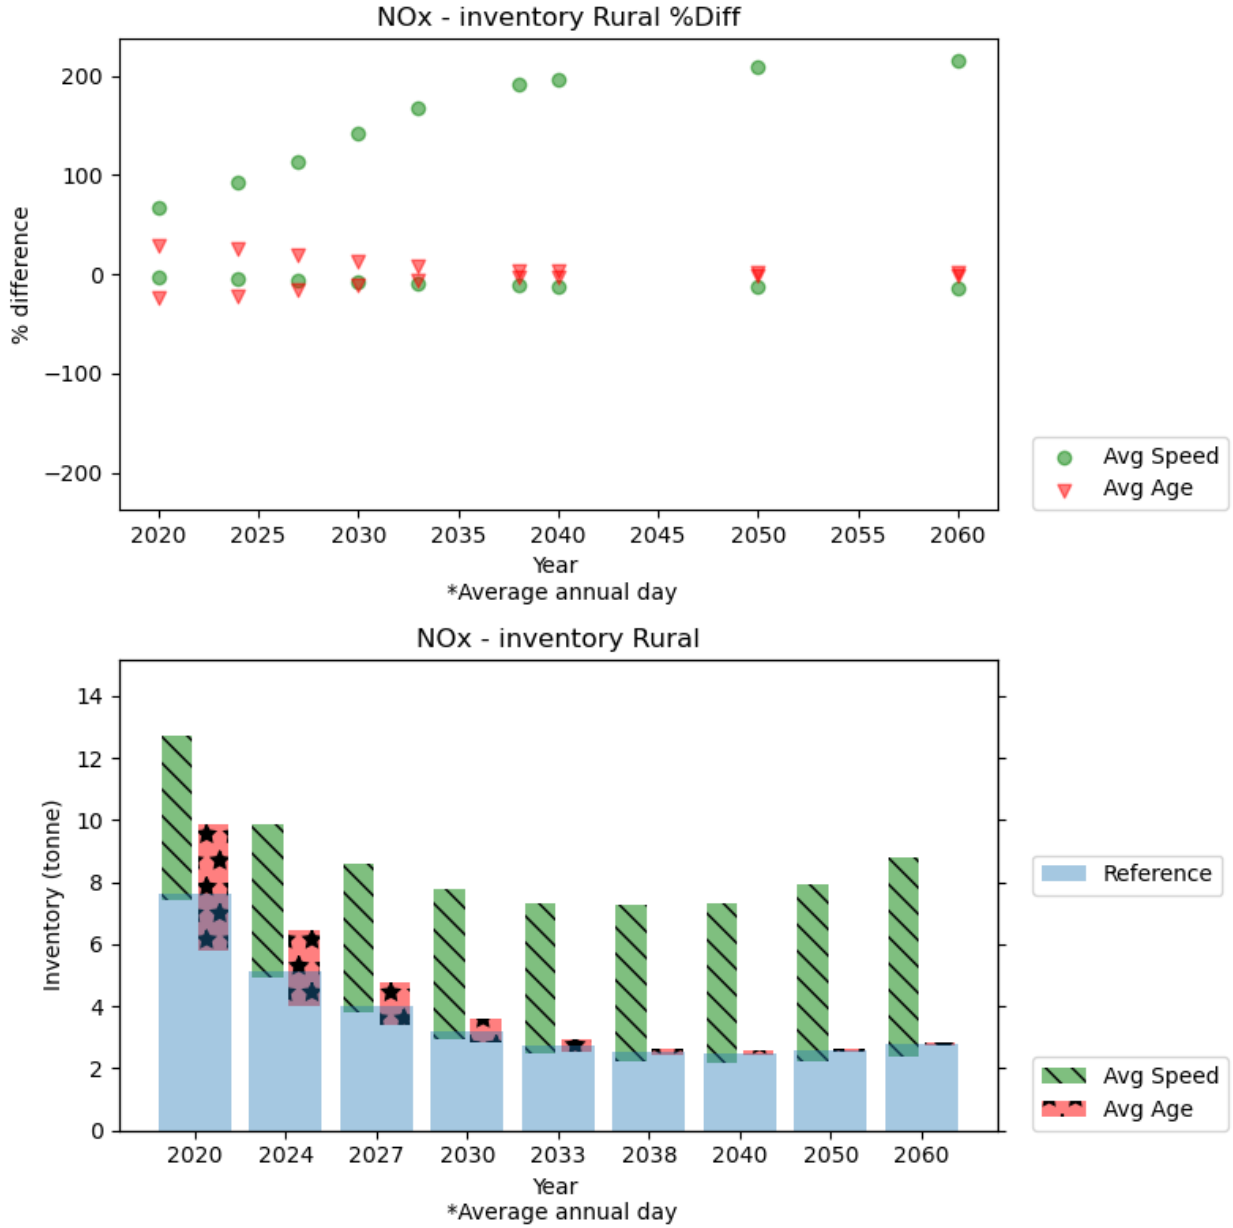 NOx - inventory Rural %Diff
200
100
0
−100
−200
% difference
2020 2025 2030 2035 2040 2045 2050 2055 2060
Year
*Average annual day
Avg Speed
Avg Age
NOx - inventory Rural
14
12
10
8
6
4
2
0
Inventory (tonne)
2020 2024 2027 2030 2033 2038 2040 2050 2060
Year
*Average annual day
Reference
Avg Speed
Avg Age